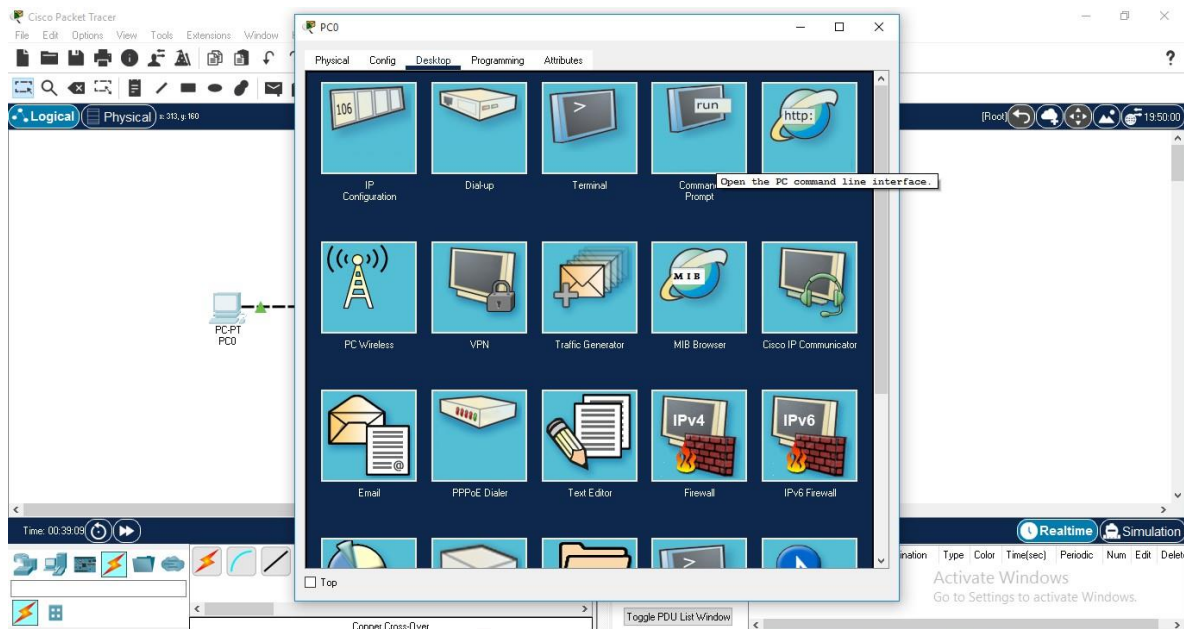 Cisco Packet Tracer
File Edit Options View Tools Extensions Window
?
Logical Physical x: 313, y: 160
[Root] 19:50:00
PC-PT
PC0
PC0
Physical Config Desktop Programming Attributes
106
>
run
http:
IP
Configuration
Dial-up
Terminal
Prompt
Open the PC command line interface.
MIB
PC Wireless
VPN
Traffic Generator
MIB Browser
Cisco IP Communicator
@
IPv4
IPv6
Email
PPPoE Dialer
Text Editor
Firewall
IPv6 Firewall
>
Top
Time: 00:39:09
Realtime Simulation
Type Color Time(sec) Periodic Num Edit
Activate Windows
Go to Settings to activate Windows.
Copper Cross-Over
Toggle PDU List Window